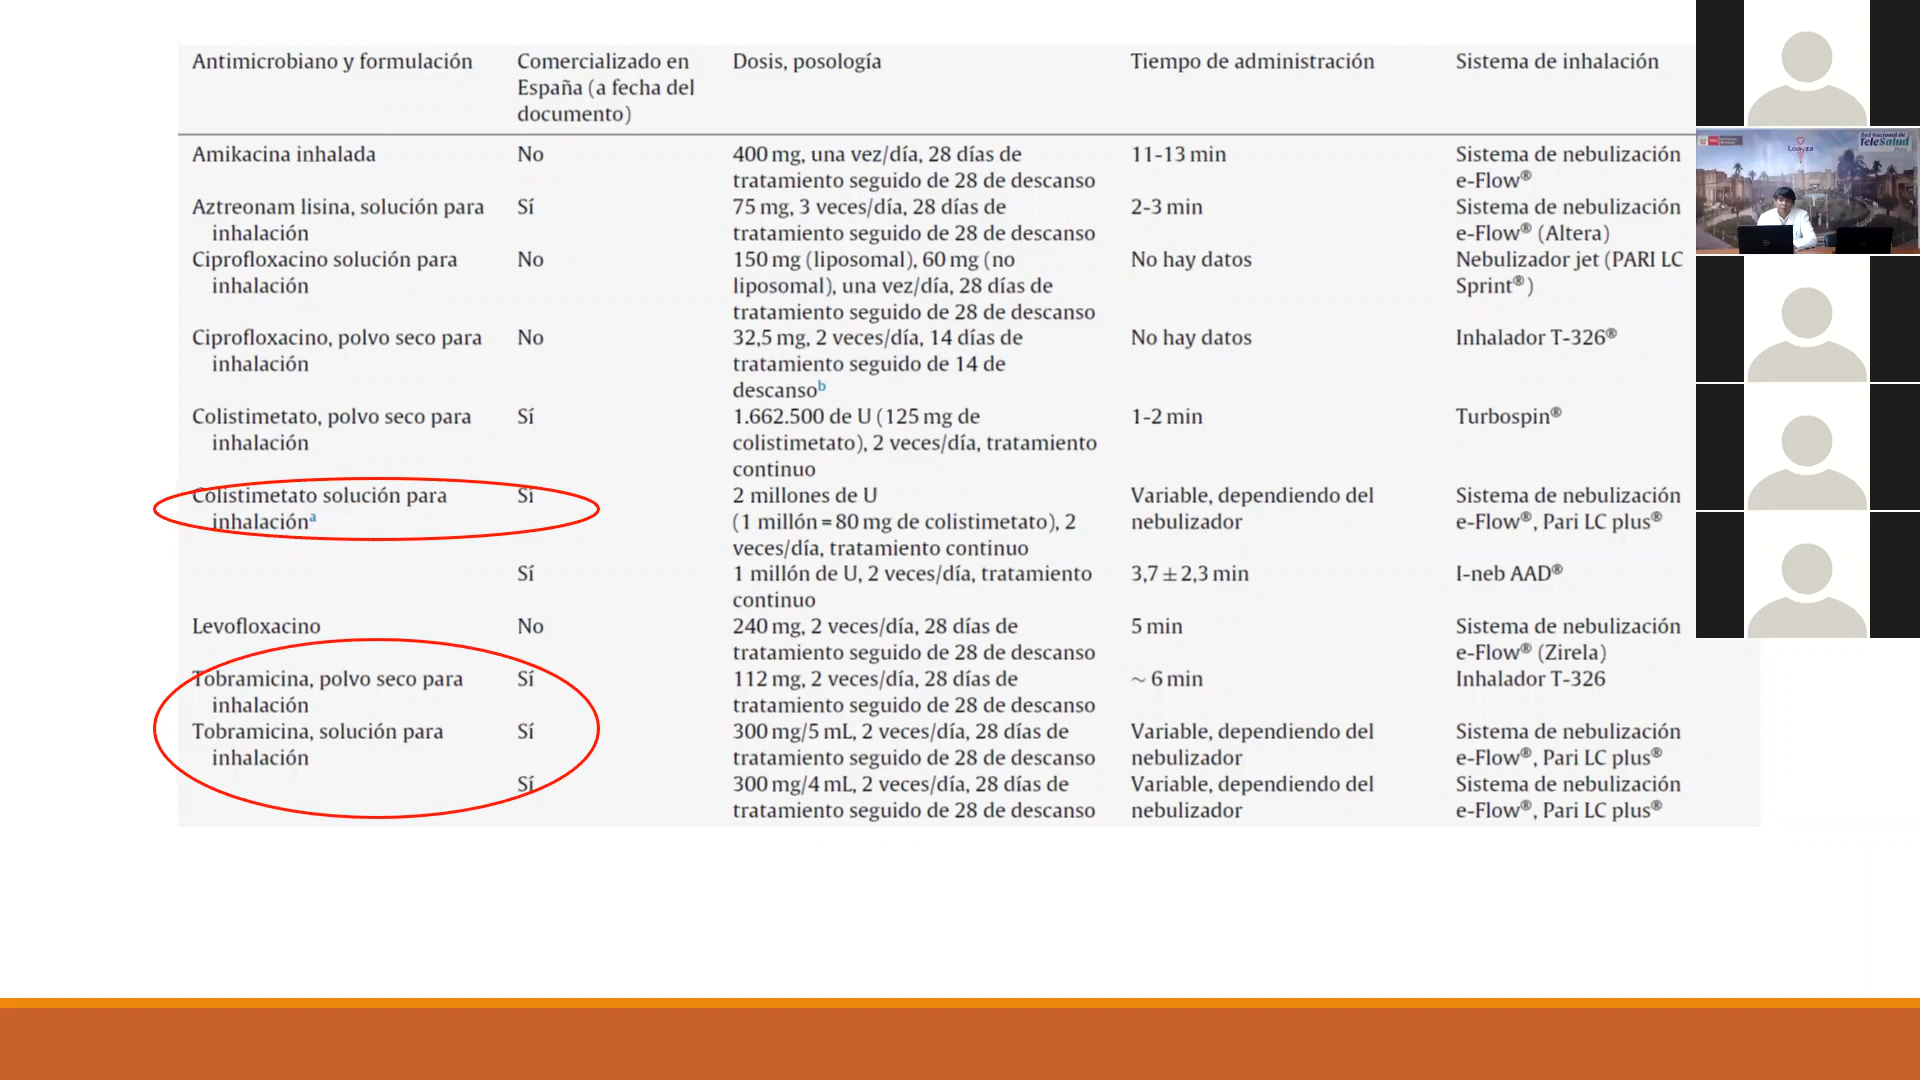 Antimicrobiano y formulación Comercializado en Dosis, posología Tiempo de administración Sistema de inhalación
España (a fecha del
documento)
Amikacina inhalada No 400 mg, una vez/día, 28 días de 11-13 min Sistema de nebulización
tratamiento seguido de 28 de descanso e-Flow®
Aztreonam lisina, solución para Sí 75 mg, 3 veces/día, 28 días de 2-3 min Sistema de nebulización
inhalación tratamiento seguido de 28 de descanso e-Flow® (Altera)
Ciprofloxacino solución para No 150 mg (liposomal), 60 mg (no No hay datos Nebulizador jet (PARI LC
inhalación liposomal), una vez/día, 28 días de Sprint®)
tratamiento seguido de 28 de descanso
Ciprofloxacino, polvo seco para No 32,5 mg, 2 veces/día, 14 días de No hay datos Inhalador T-326®
inhalación tratamiento seguido de 14 de
descansoᵇ
Colistimetato, polvo seco para Sí 1.662.500 de U (125 mg de 1-2 min Turbospin®
inhalación colistimetato), 2 veces/día, tratamiento
continuo
Colistimetato solución para Sí 2 millones de U Variable, dependiendo del Sistema de nebulización
inhalaciónᵃ (1 millón = 80 mg de colistimetato), 2 nebulizador e-Flow®, Pari LC plus®
veces/día, tratamiento continuo
Sí 1 millón de U, 2 veces/día, tratamiento 3,7 ± 2,3 min I-neb AAD®
continuo
Levofloxacino No 240 mg, 2 veces/día, 28 días de 5 min Sistema de nebulización
tratamiento seguido de 28 de descanso e-Flow® (Zirela)
Tobramicina, polvo seco para Sí 112 mg, 2 veces/día, 28 días de ~ 6 min Inhalador T-326
inhalación tratamiento seguido de 28 de descanso
Tobramicina, solución para Sí 300 mg/5 mL, 2 veces/día, 28 días de Variable, dependiendo del Sistema de nebulización
inhalación tratamiento seguido de 28 de descanso nebulizador e-Flow®, Pari LC plus®
Sí 300 mg/4 mL, 2 veces/día, 28 días de Variable, dependiendo del Sistema de nebulización
tratamiento seguido de 28 de descanso nebulizador e-Flow®, Pari LC plus®
Loayza
Red Nacional de
TeleSalud